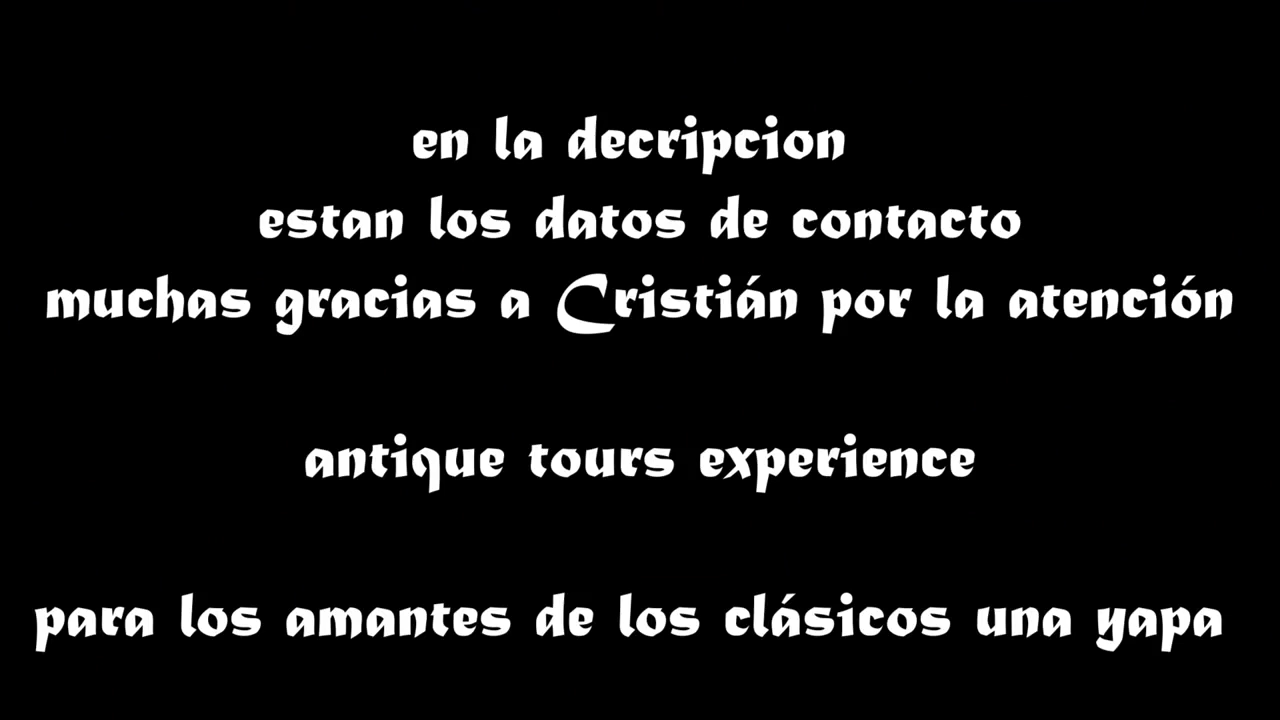 en la decripcion
estan los datos de contacto
muchas gracias a Cristián por la atención
antique tours experience
para los amantes de los clásicos una yapa